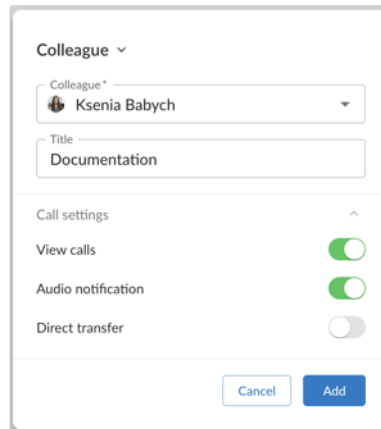 Colleague
Colleague*
Ksenia Babych
Title
Documentation
Call settings
View calls
Audio notification
Direct transfer
Cancel Add